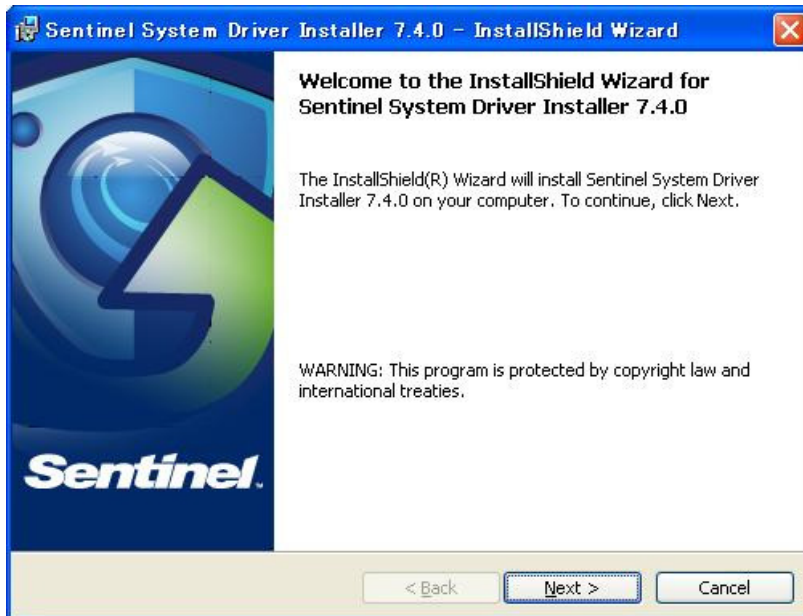 Sentinel System Driver Installer 7.4.0 - InstallShield Wizard
Welcome to the InstallShield Wizard for
Sentinel System Driver Installer 7.4.0
The InstallShield(R) Wizard will install Sentinel System Driver
Installer 7.4.0 on your computer. To continue, click Next.
WARNING: This program is protected by copyright law and
international treaties.
Sentinel™
< Back
Next >
Cancel